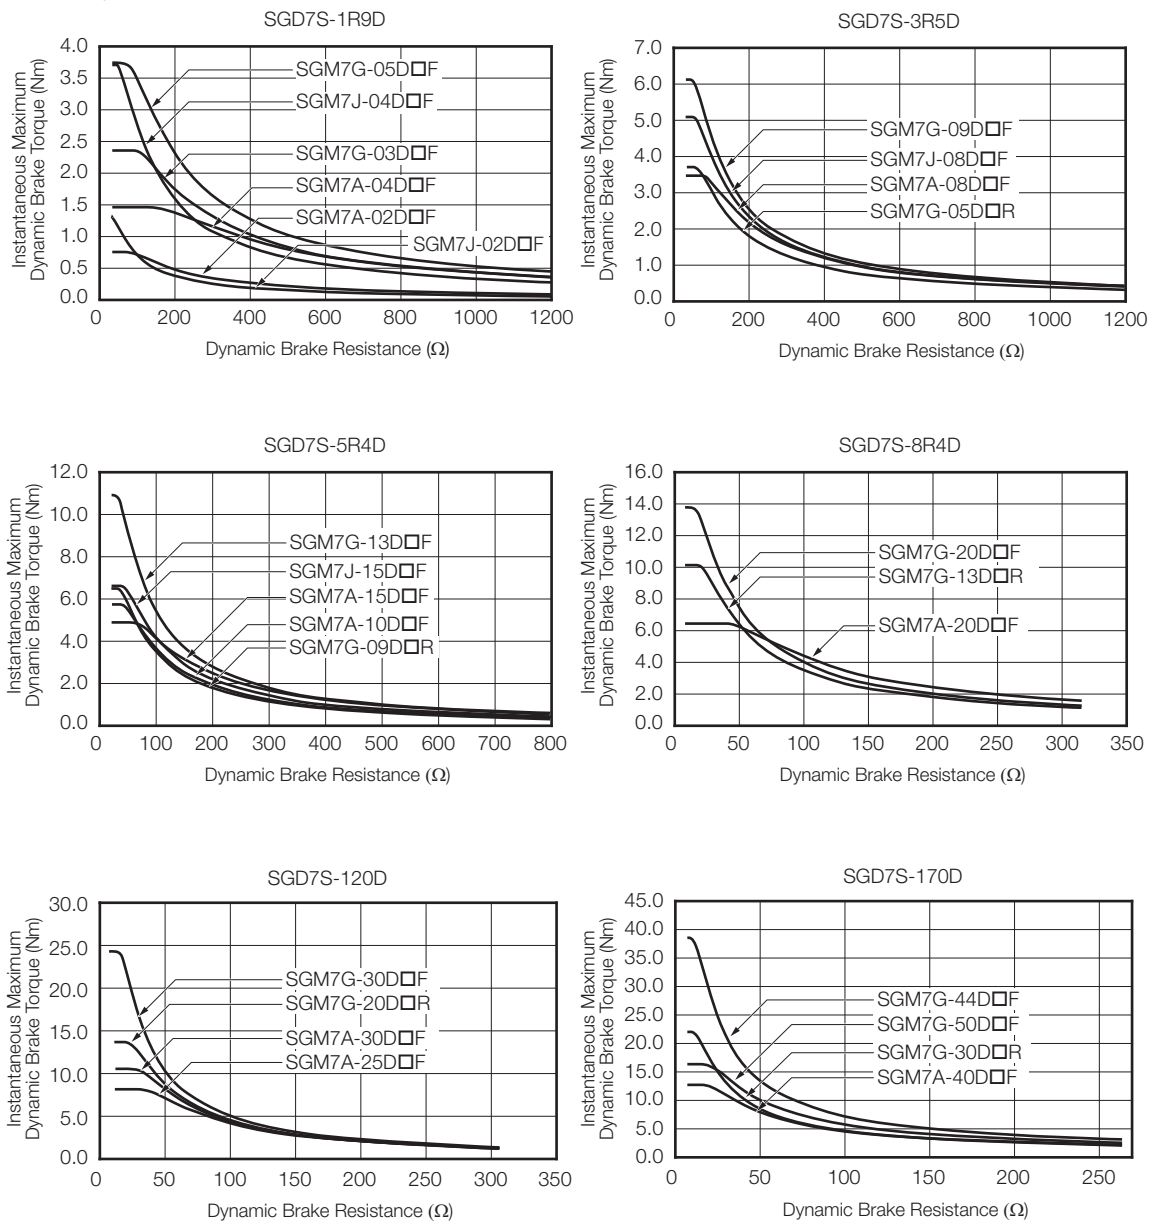 SGD7S-1R9D
Instantaneous Maximum
Dynamic Brake Torque (Nm)
4.0
3.5
3.0
2.5
2.0
1.5
1.0
0.5
0.0
SGM7G-05D□F
SGM7J-04D□F
SGM7G-03D□F
SGM7A-04D□F
SGM7A-02D□F
SGM7J-02D□F
0 200 400 600 800 1000 1200
Dynamic Brake Resistance (Ω)
SGD7S-3R5D
Instantaneous Maximum
Dynamic Brake Torque (Nm)
7.0
6.0
5.0
4.0
3.0
2.0
1.0
0.0
SGM7G-09D□F
SGM7J-08D□F
SGM7A-08D□F
SGM7G-05D□R
0 200 400 600 800 1000 1200
Dynamic Brake Resistance (Ω)
SGD7S-5R4D
Instantaneous Maximum
Dynamic Brake Torque (Nm)
12.0
10.0
8.0
6.0
4.0
2.0
0.0
SGM7G-13D□F
SGM7J-15D□F
SGM7A-15D□F
SGM7A-10D□F
SGM7G-09D□R
0 100 200 300 400 500 600 700 800
Dynamic Brake Resistance (Ω)
SGD7S-8R4D
Instantaneous Maximum
Dynamic Brake Torque (Nm)
16.0
14.0
12.0
10.0
8.0
6.0
4.0
2.0
0.0
SGM7G-20D□F
SGM7G-13D□R
SGM7A-20D□F
0 50 100 150 200 250 300 350
Dynamic Brake Resistance (Ω)
SGD7S-120D
Instantaneous Maximum
Dynamic Brake Torque (Nm)
30.0
25.0
20.0
15.0
10.0
5.0
0.0
SGM7G-30D□F
SGM7G-20D□R
SGM7A-30D□F
SGM7A-25D□F
0 50 100 150 200 250 300 350
Dynamic Brake Resistance (Ω)
SGD7S-170D
Instantaneous Maximum
Dynamic Brake Torque (Nm)
45.0
40.0
35.0
30.0
25.0
20.0
15.0
10.0
5.0
0.0
SGM7G-44D□F
SGM7G-50D□F
SGM7G-30D□R
SGM7A-40D□F
0 50 100 150 200 250
Dynamic Brake Resistance (Ω)